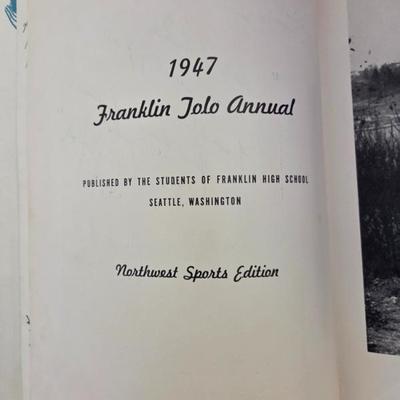 1947
Franklin Tolo Annual
PUBLISHED BY THE STUDENTS OF FRANKLIN HIGH SCHOOL
SEATTLE, WASHINGTON
Northwest Sports Edition